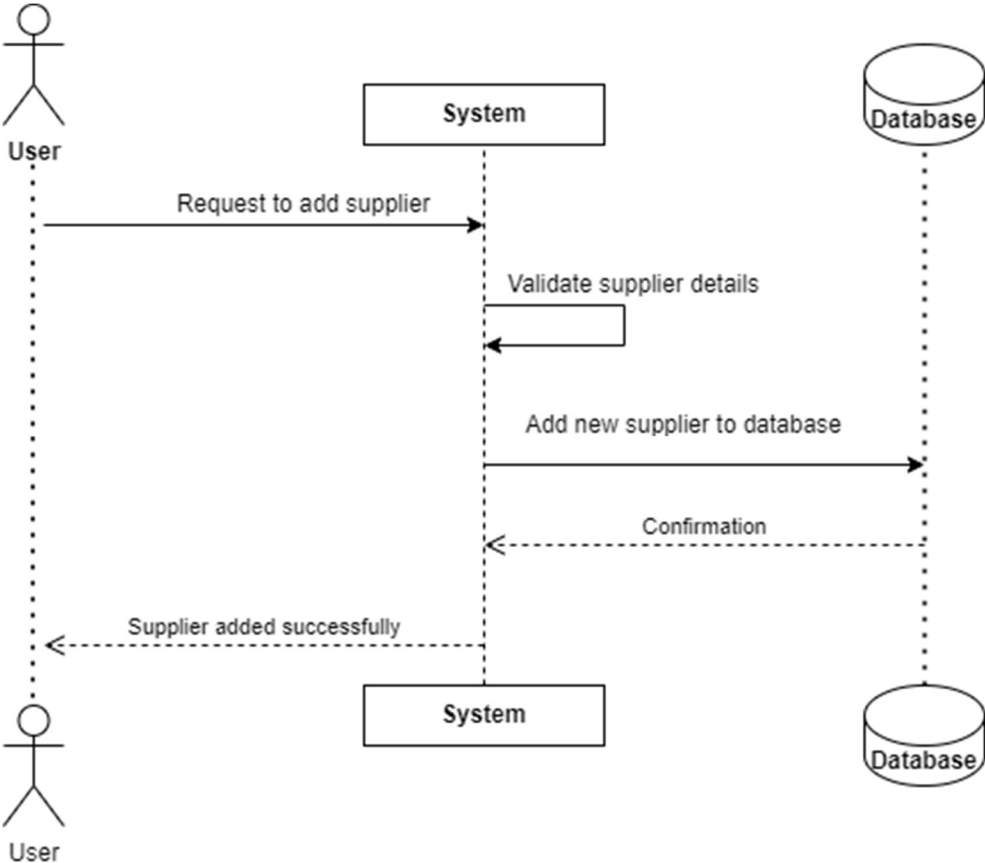 System
Database
User
Request to add supplier
Validate supplier details
Add new supplier to database
Confirmation
Supplier added successfully
System
Database
User